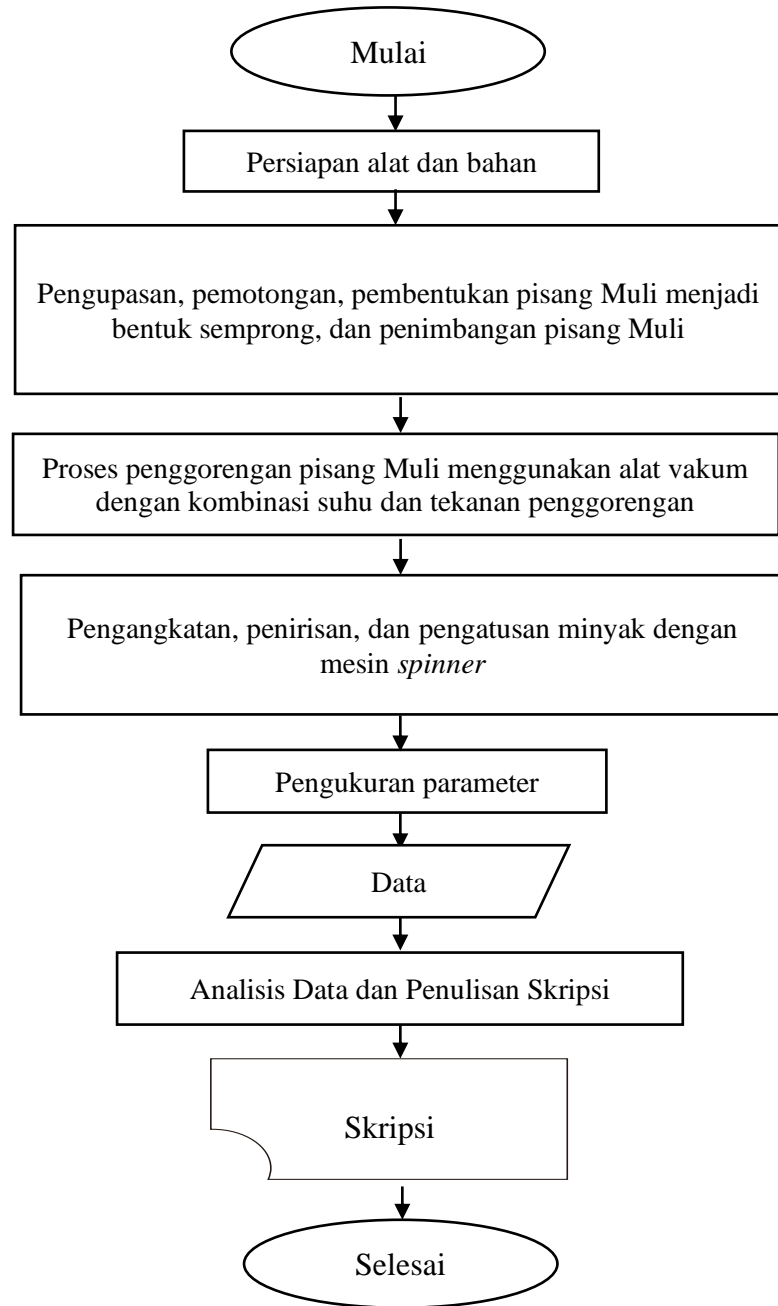 Mulai
Persiapan alat dan bahan
Pengupasan, pemotongan, pembentukan pisang Muli menjadi
bentuk semprong, dan penimbangan pisang Muli
Proses penggorengan pisang Muli menggunakan alat vakum
dengan kombinasi suhu dan tekanan penggorengan
Pengangkatan, penirisan, dan pengatusan minyak dengan
mesin spinner
Pengukuran parameter
Data
Analisis Data dan Penulisan Skripsi
Skripsi
Selesai